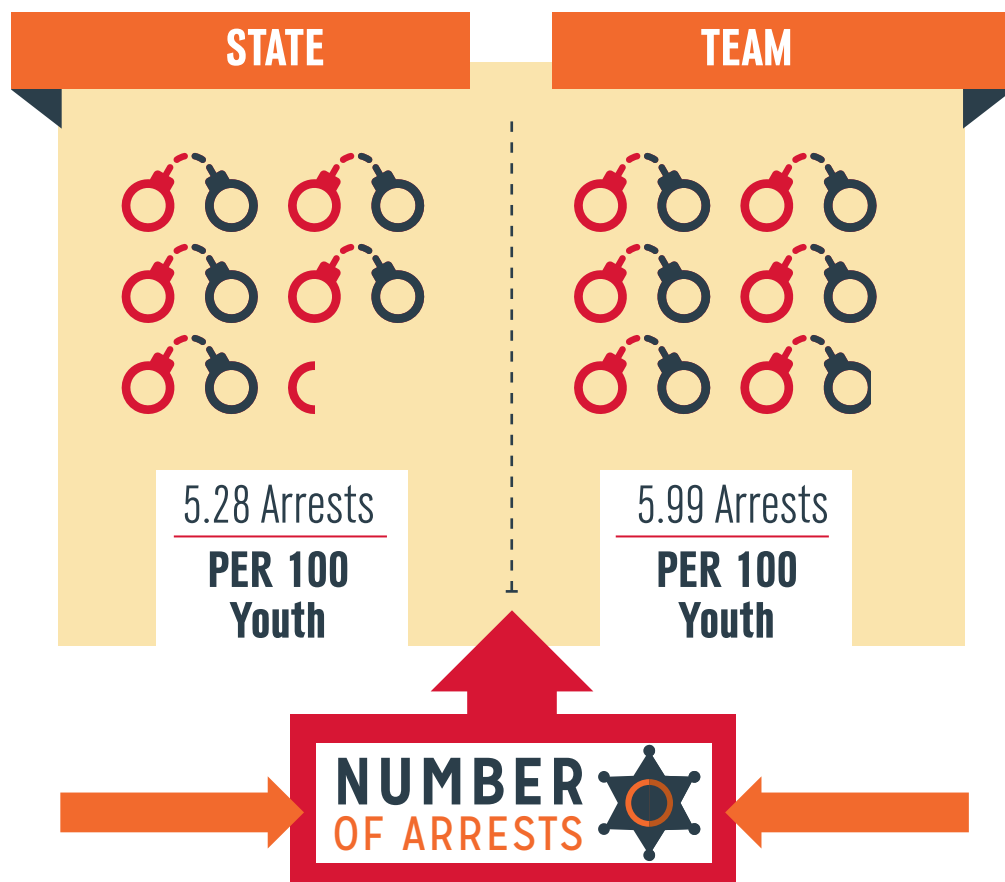 STATE
TEAM
5.28 Arrests
PER 100
Youth
5.99 Arrests
PER 100
Youth
NUMBER
OF ARRESTS